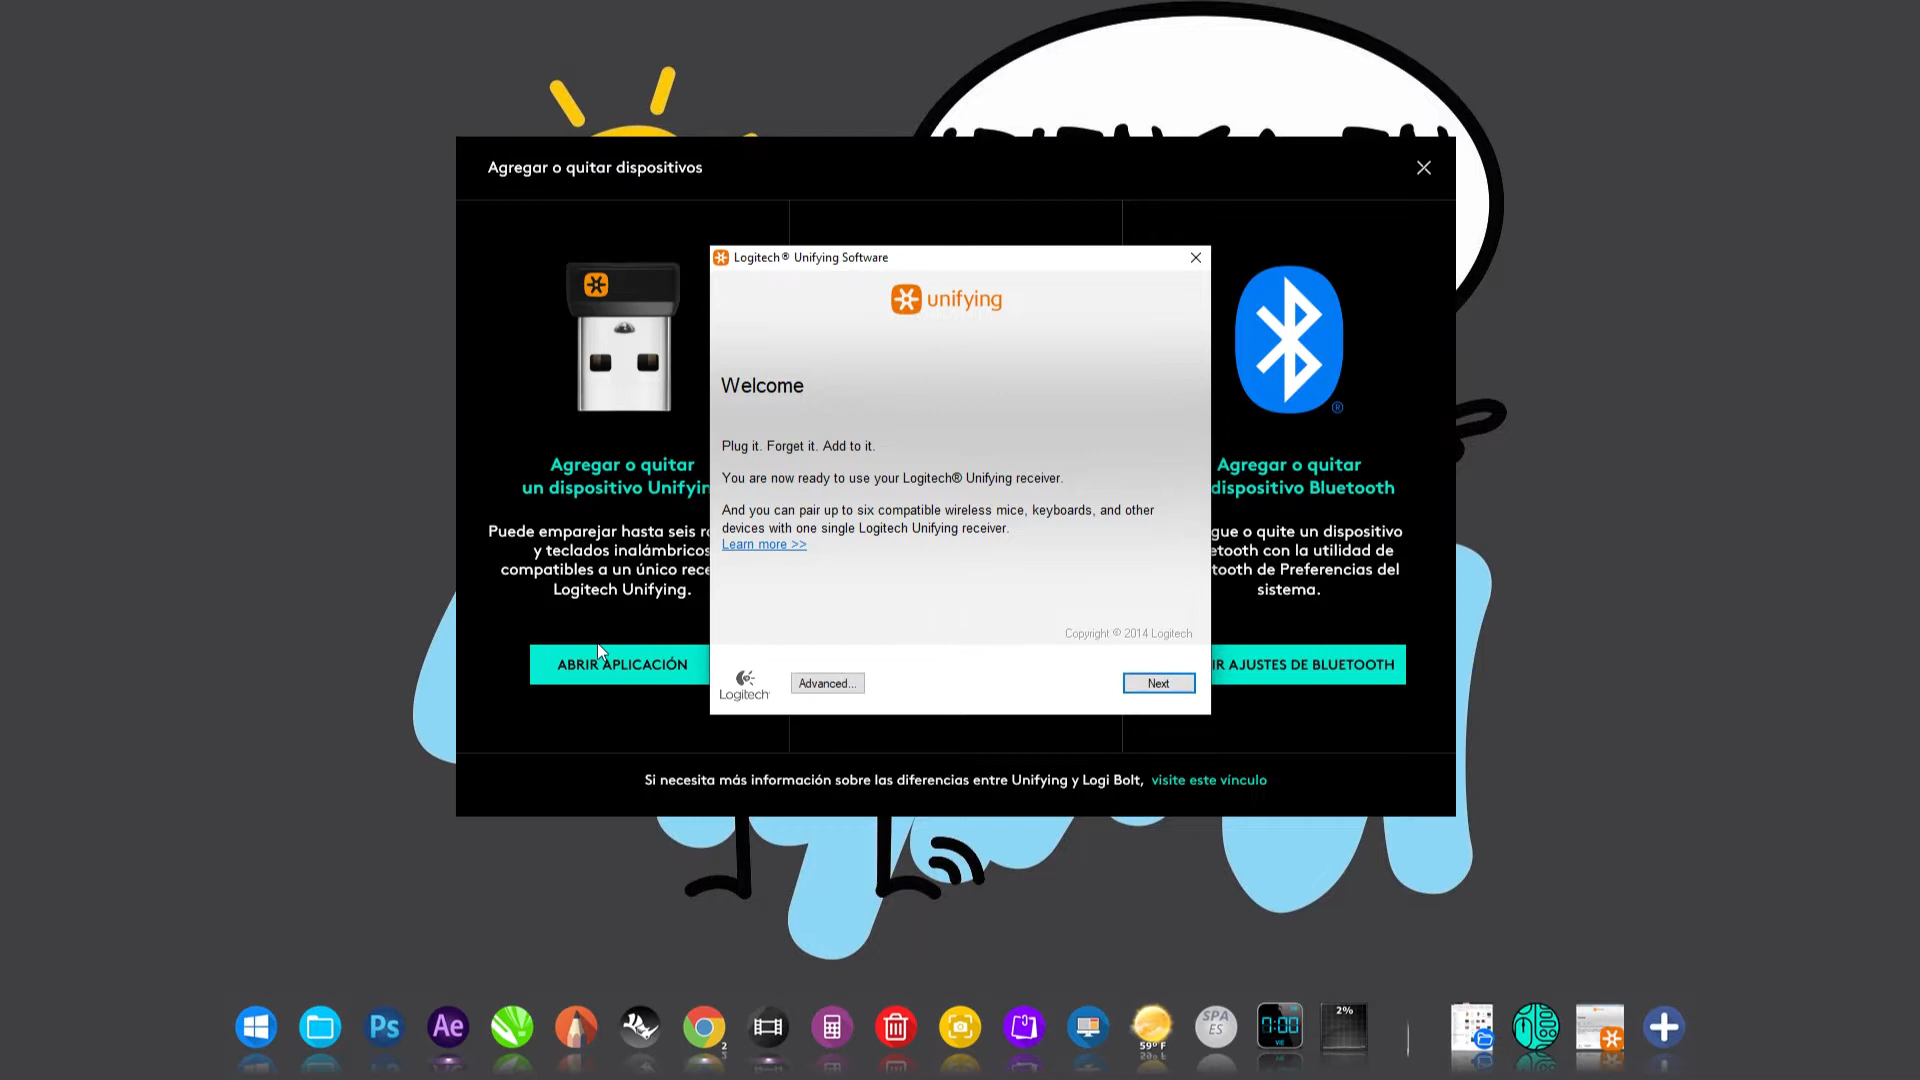 Agregar o quitar dispositivos
Logitech® Unifying Software
unifying
Welcome
Plug it. Forget it. Add to it.
You are now ready to use your Logitech® Unifying receiver.
And you can pair up to six compatible wireless mice, keyboards, and other
devices with one single Logitech Unifying receiver.
Learn more >>
Copyright © 2014 Logitech
Logitech
Advanced...
Next
Agregar o quitar
un dispositivo Unifyin
Puede emparejar hasta seis
y teclados inalámbricos
compatibles a un único
Logitech Unifying.
ABRIR APLICACIÓN
®
Agregar o quitar
dispositivo Bluetooth
gue o quite un dispositivo
etooth con la utilidad de
tooth de Preferencias del
sistema.
IR AJUSTES DE BLUETOOTH
Si necesita más información sobre las diferencias entre Unifying y Logi Bolt, visite este vínculo
Ps
Ae
2
59° F
SPA
ES
7:00
VIE
2%